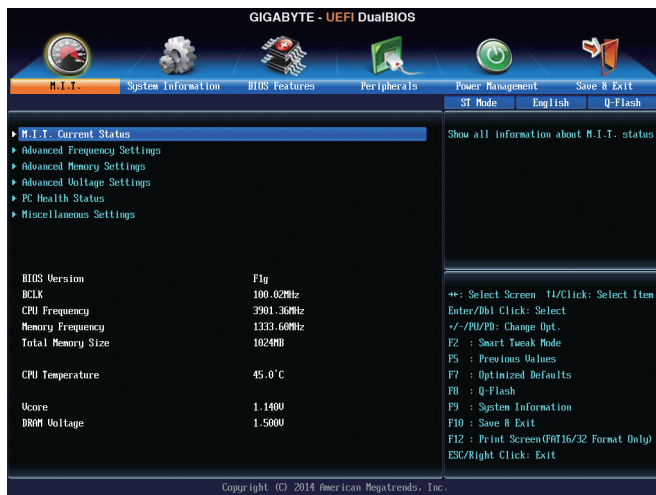 GIGABYTE - UEFI DualBIOS
M.I.T. System Information BIOS Features Peripherals Power Management Save & Exit
ST Mode English Q-Flash
M.I.T. Current Status
Advanced Frequency Settings
Advanced Memory Settings
Advanced Voltage Settings
PC Health Status
Miscellaneous Settings
Show all information about M.I.T. status
BIOS Version F1g
BCLK 100.02MHz
CPU Frequency 3901.36MHz
Memory Frequency 1333.60MHz
Total Memory Size 1024MB
CPU Temperature 45.0°C
Vcore 1.140V
DRAM Voltage 1.500V
→←: Select Screen ↑↓/Click: Select Item
Enter/Dbl Click: Select
+/-/PU/PD: Change Opt.
F2 : Smart Tweak Mode
F5 : Previous Values
F7 : Optimized Defaults
F8 : Q-Flash
F9 : System Information
F10 : Save & Exit
F12 : Print Screen(FAT16/32 Format Only)
ESC/Right Click: Exit
Copyright (C) 2014 American Megatrends, Inc.